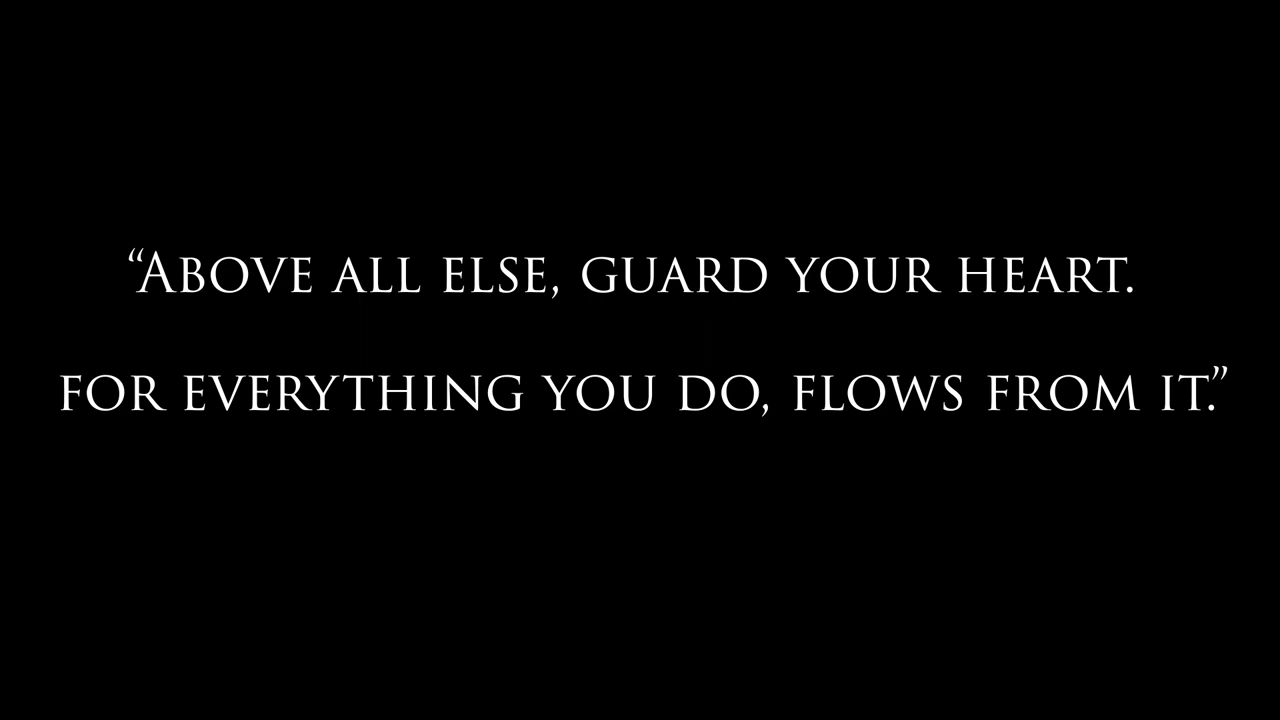 “Above all else, guard your heart.
for everything you do, flows from it.”